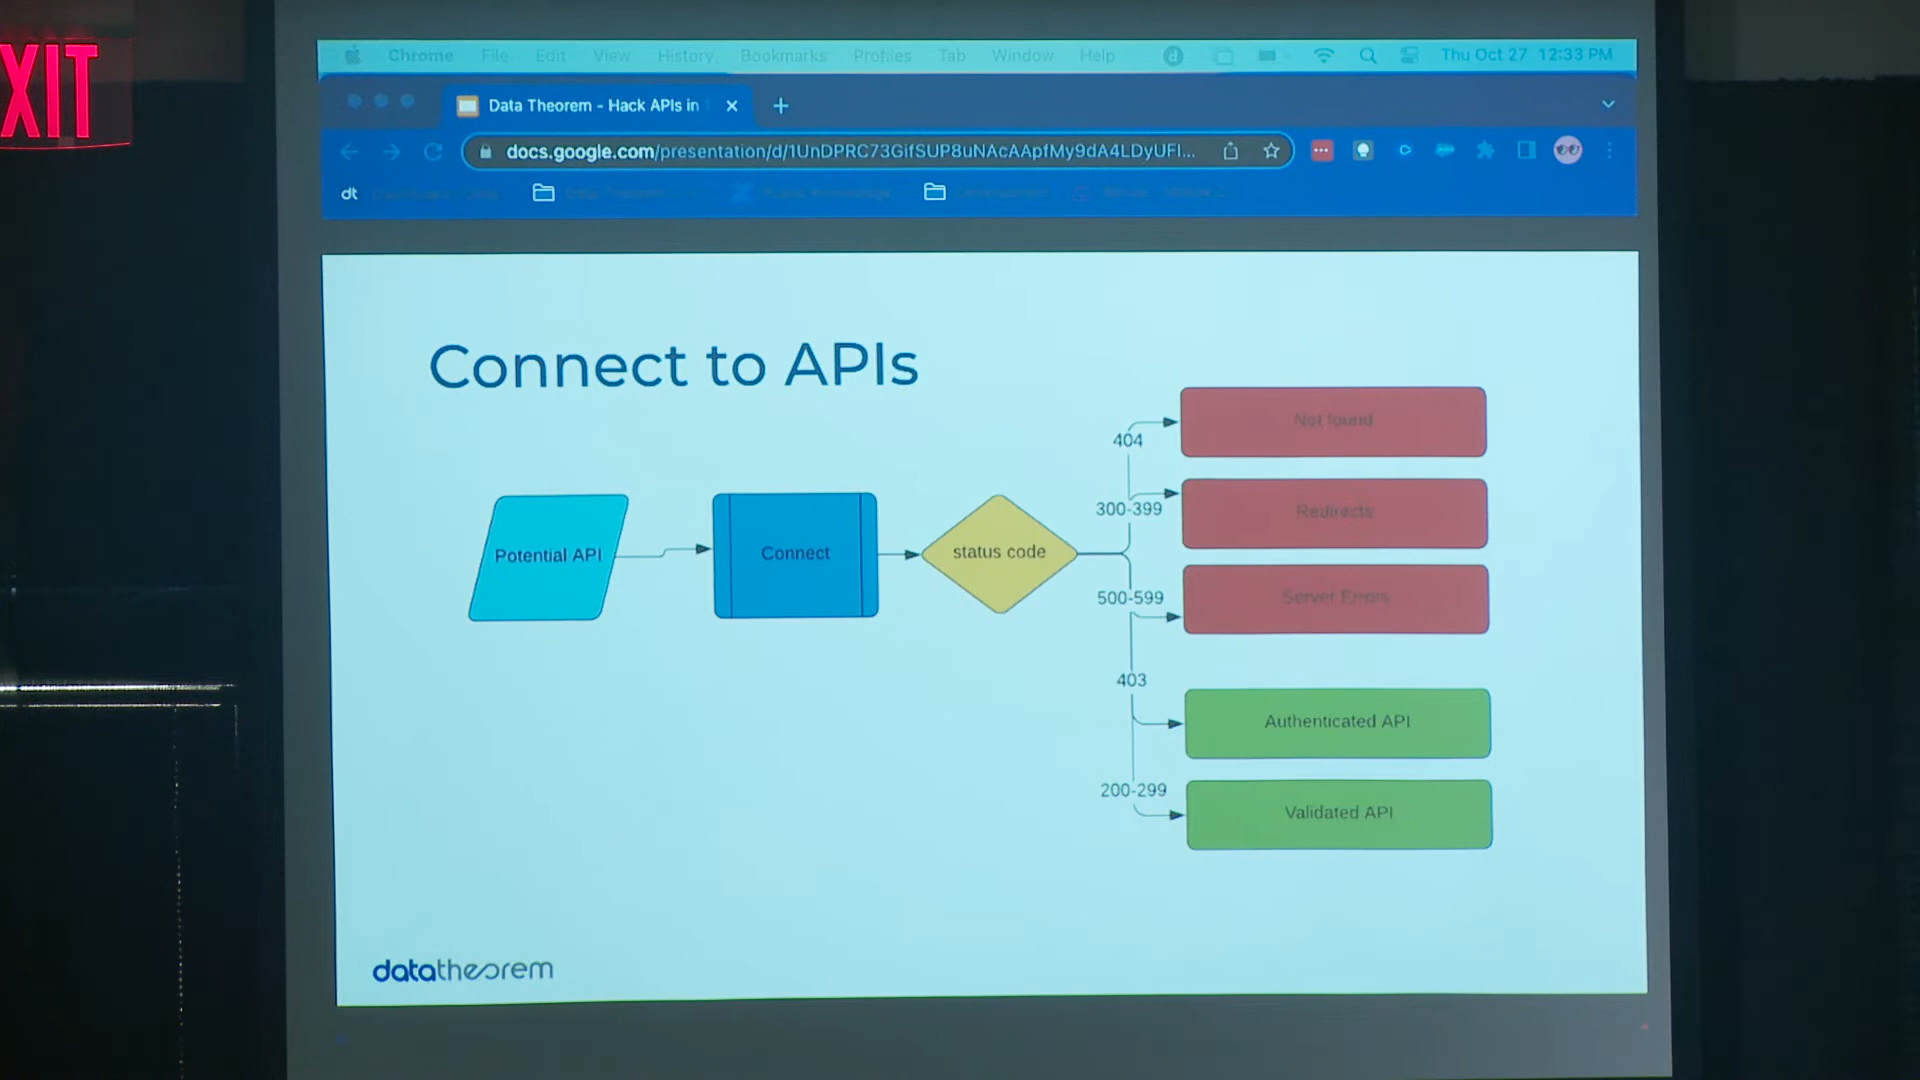 XIT
Chrome File Edit View History Bookmarks Profiles Tab Window Help Thu Oct 27 12:33 PM
Data Theorem - Hack APIs in
docs.google.com/presentation/d/1UnDPRC73GifSUP8uNAcAApfMy9dA4LDyUFI...
dt
Connect to APIs
404
Not found
300-399
Redirects
Potential API
Connect
status code
500-599
Server Errors
403
Authenticated API
200-299
Validated API
datatheorem